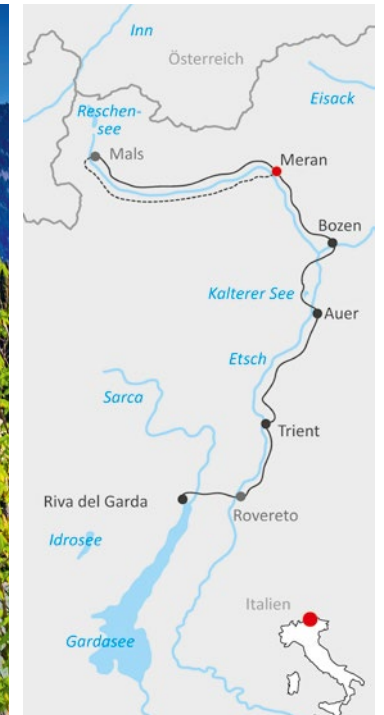 Inn
Österreich
Eisack
Reschen-
see
Mals
Meran
Bozen
Kalterer See
Auer
Etsch
Sarca
Trient
Riva del Garda
Rovereto
Idrosee
Italien
Gardasee